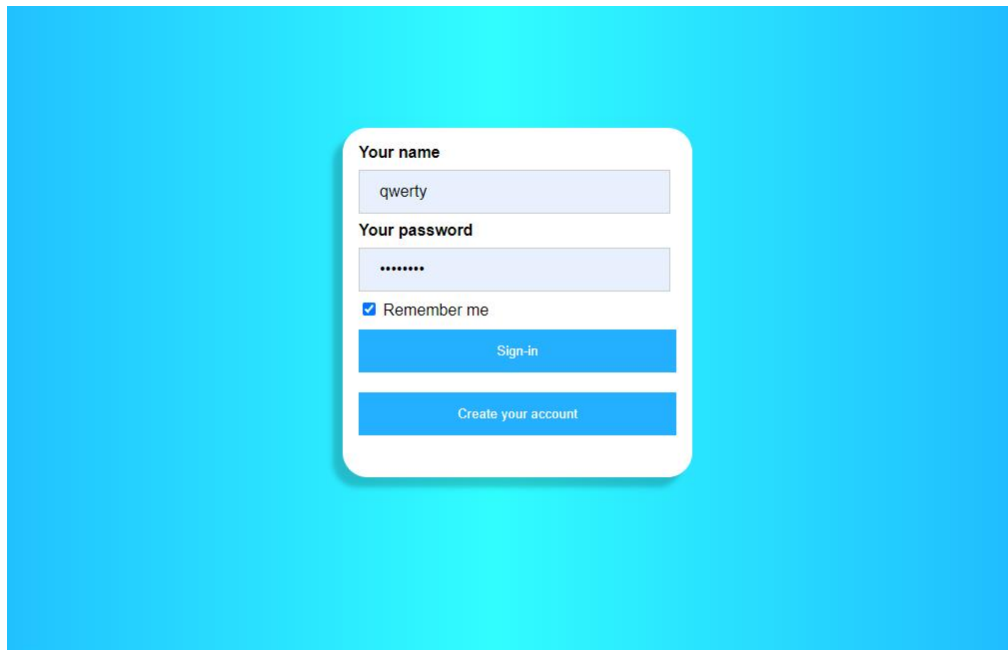 Your name
qwerty
Your password
••••••••
Remember me
Sign-in
Create your account